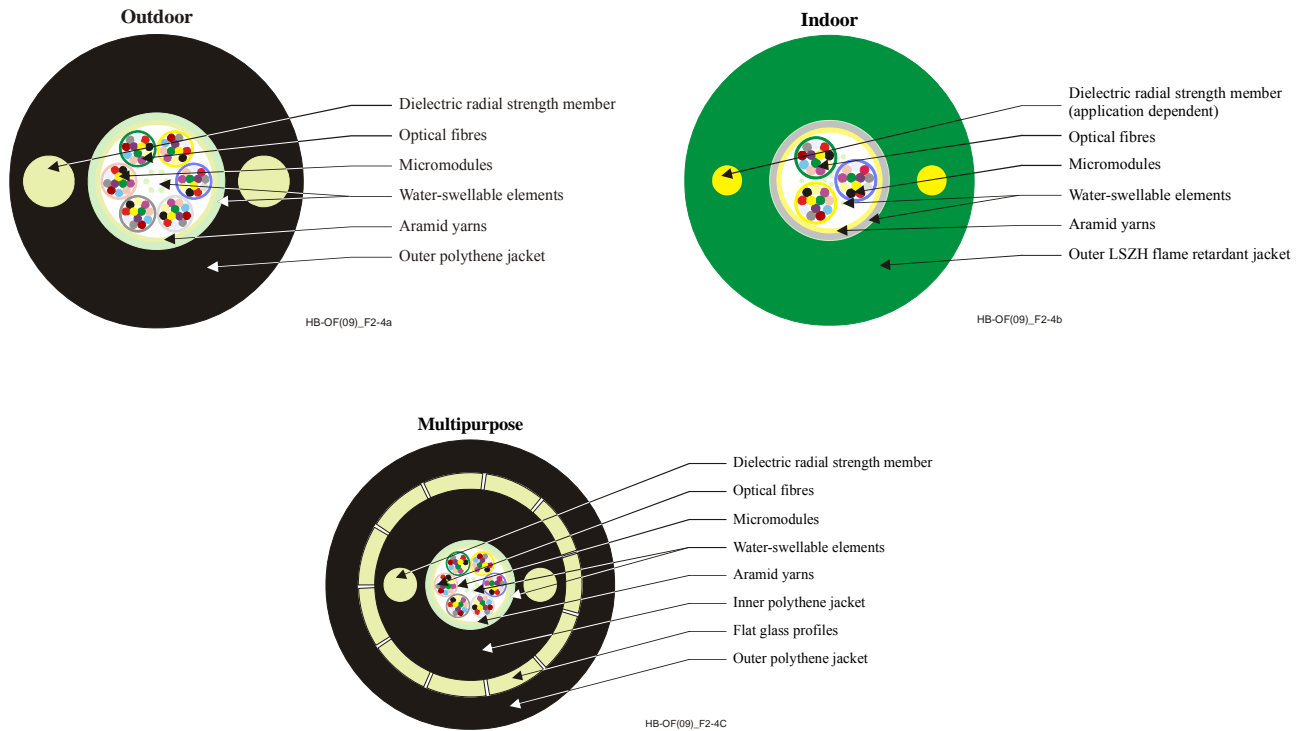 Outdoor
Dielectric radial strength member
Optical fibres
Micromodules
Water-swellable elements
Aramid yarns
Outer polythene jacket
HB-OF(09)_F2-4a
Indoor
Dielectric radial strength member
(application dependent)
Optical fibres
Micromodules
Water-swellable elements
Aramid yarns
Outer LSZH flame retardant jacket
HB-OF(09)_F2-4b
Multipurpose
Dielectric radial strength member
Optical fibres
Micromodules
Water-swellable elements
Aramid yarns
Inner polythene jacket
Flat glass profiles
Outer polythene jacket
HB-OF(09)_F2-4C